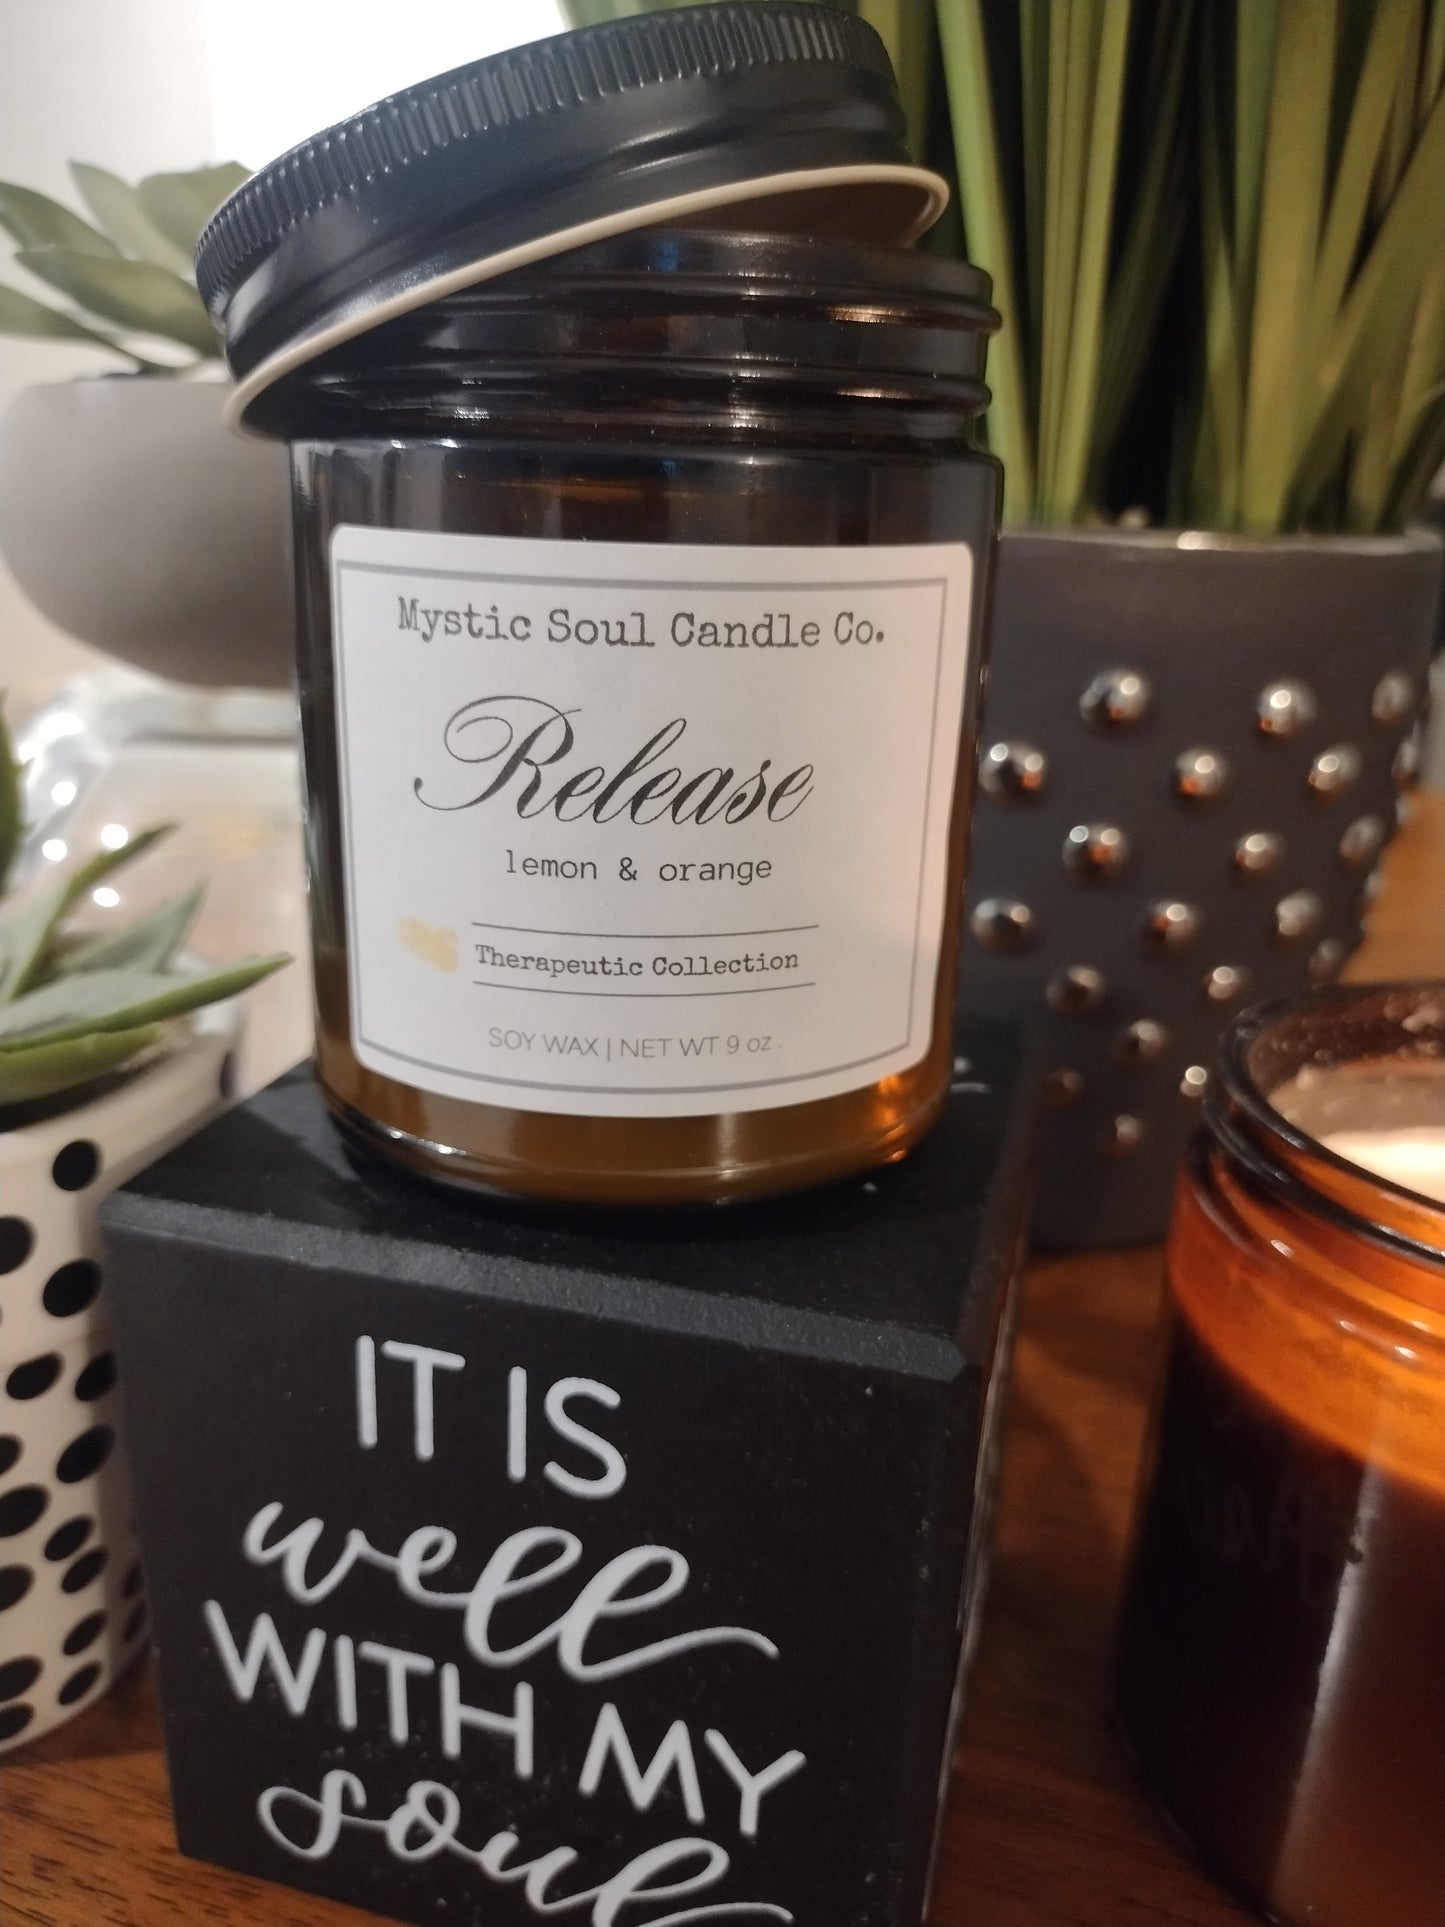 Mystic Soul Candle Co.
Release
lemon & orange
Therapeutic Collection
SOY WAX | NET WT 9 oz .
IT IS
well
WITH MY
soul